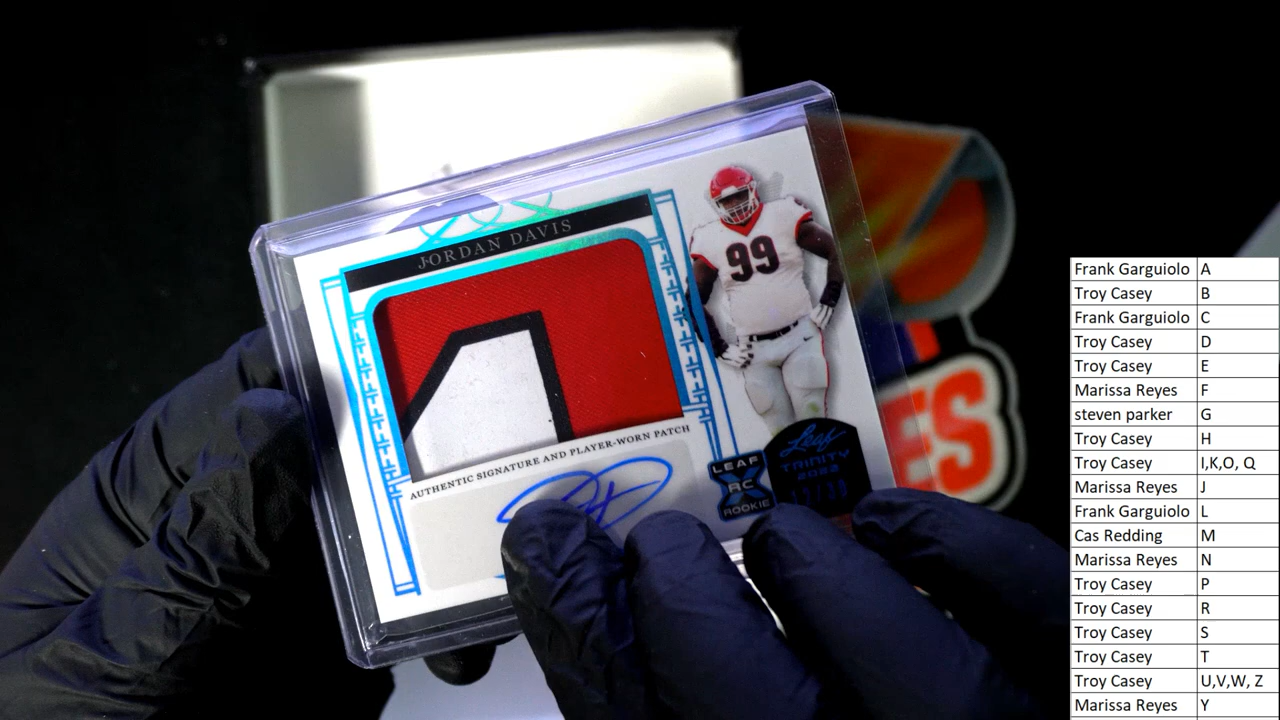 JORDAN DAVIS
99
AUTHENTIC SIGNATURE AND PLAYER-WORN PATCH
LEAF
RC
ROOKIE
Leaf
TRINITY
2022
ES
Frank Garguiolo A
Troy Casey B
Frank Garguiolo C
Troy Casey D
Troy Casey E
Marissa Reyes F
steven parker G
Troy Casey H
Troy Casey I,K,O, Q
Marissa Reyes J
Frank Garguiolo L
Cas Redding M
Marissa Reyes N
Troy Casey P
Troy Casey R
Troy Casey S
Troy Casey T
Troy Casey U,V,W, Z
Marissa Reyes Y